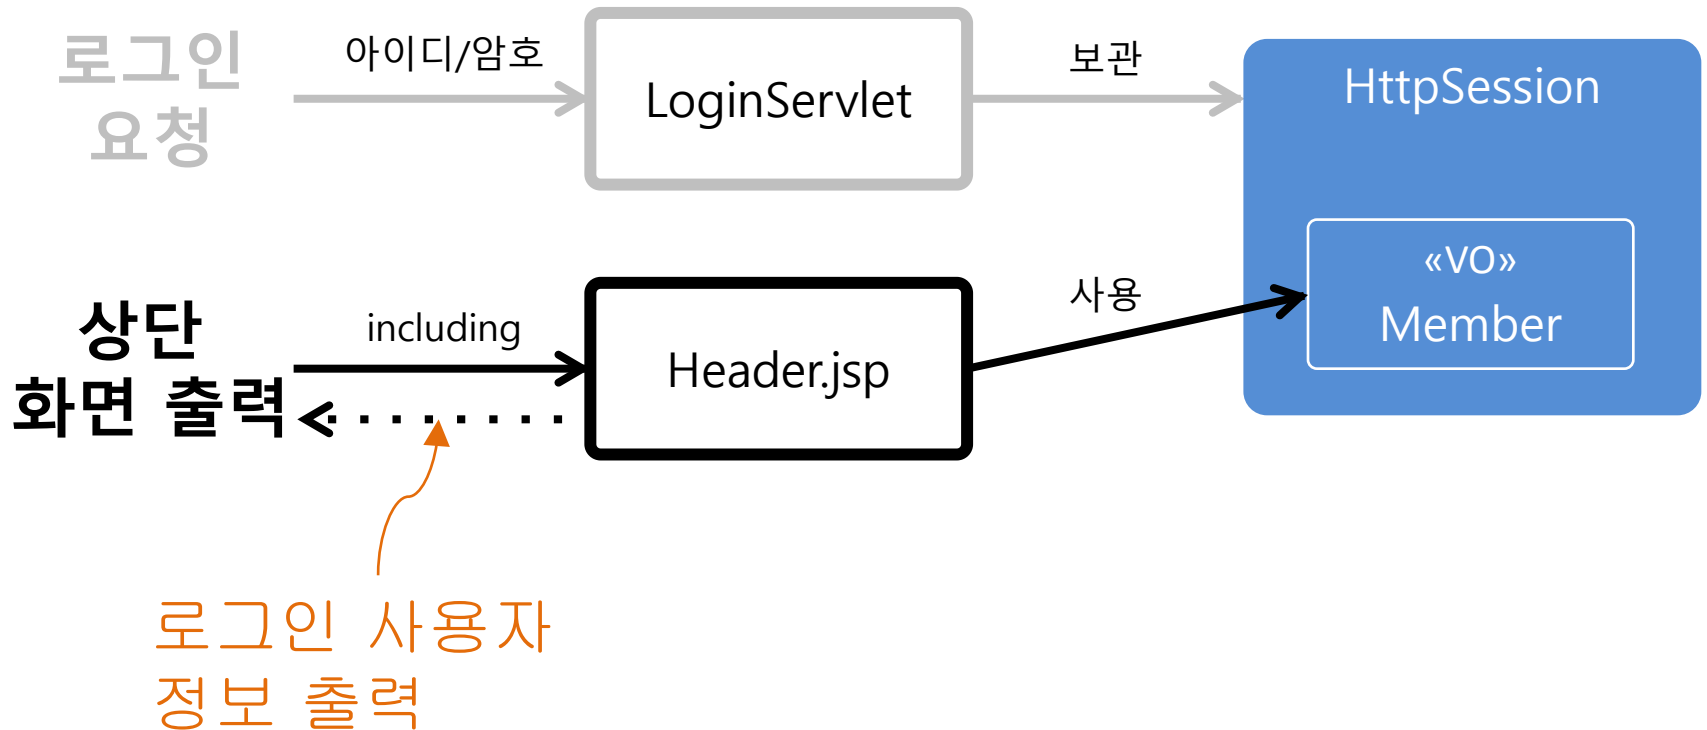 로그인
요청
아이디/암호
LoginServlet
보관
HttpSession
«VO»
Member
상단
화면 출력
including
Header.jsp
사용
로그인 사용자
정보 출력